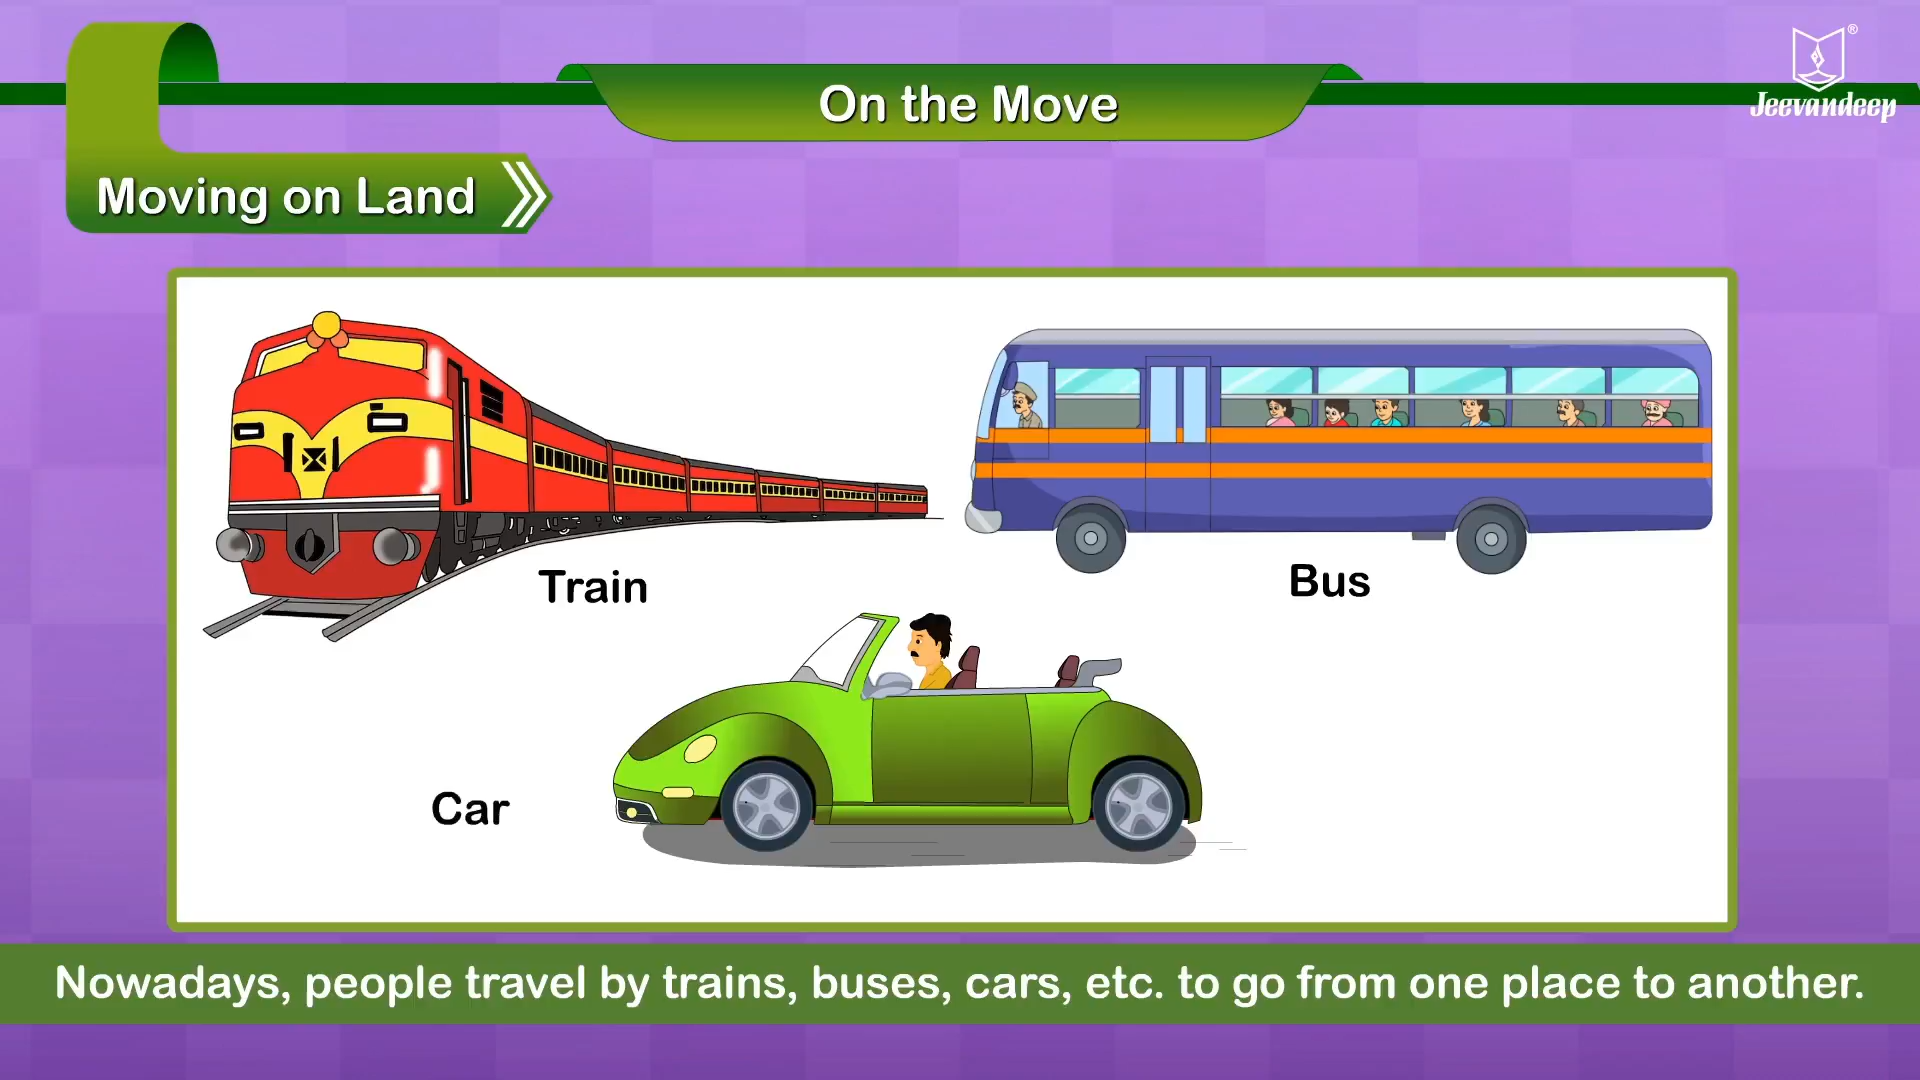 On the Move
Jeevandeep®
Moving on Land
Train
Bus
Car
Nowadays, people travel by trains, buses, cars, etc. to go from one place to another.